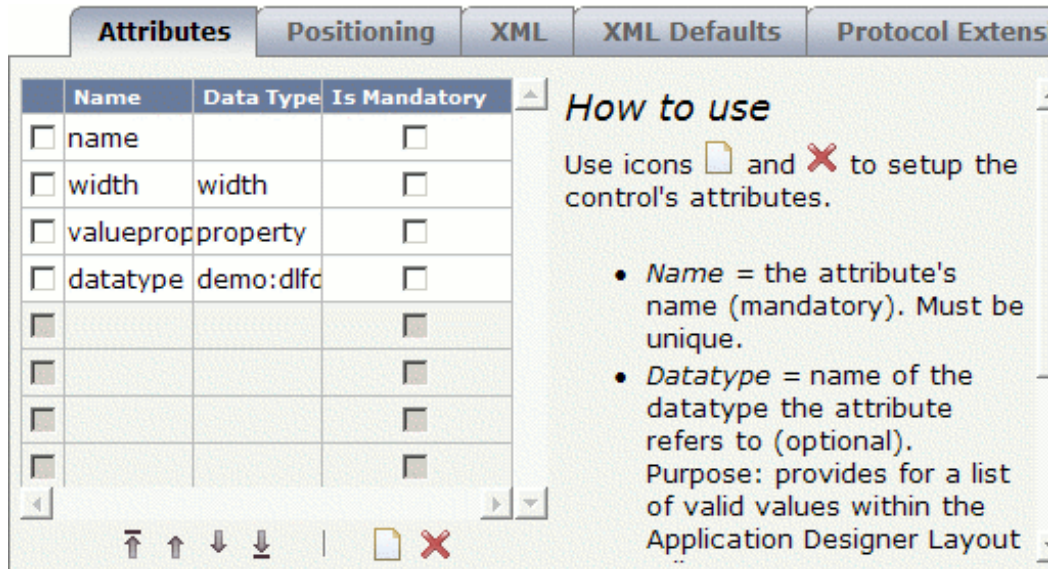 Attributes Positioning XML XML Defaults Protocol Extens
Name Data Type Is Mandatory
name
width width
valueprop property
datatype demo:dlfd
How to use
Use icons and to setup the
control's attributes.
• Name = the attribute's
name (mandatory). Must be
unique.
• Datatype = name of the
datatype the attribute
refers to (optional).
Purpose: provides for a list
of valid values within the
Application Designer Layout